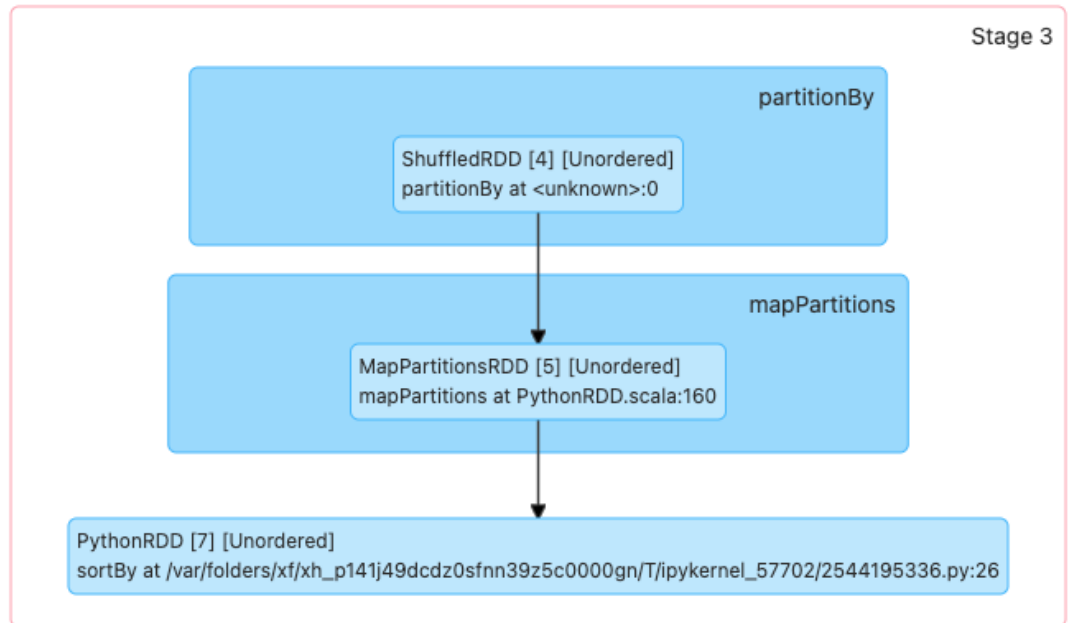 Stage 3
partitionBy
ShuffledRDD [4] [Unordered]
partitionBy at <unknown>:0
mapPartitions
MapPartitionsRDD [5] [Unordered]
mapPartitions at PythonRDD.scala:160
PythonRDD [7] [Unordered]
sortBy at /var/folders/xf/xh_p141j49dcdz0sfnn39z5c0000gn/T/ipykernel_57702/2544195336.py:26